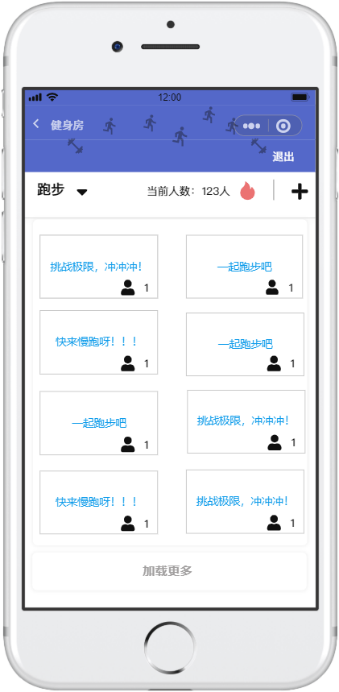 12:00
健身房
退出
跑步
当前人数：123人
挑战极限，冲冲冲！
1
一起跑步吧
1
快来慢跑呀！！！
1
一起跑步吧
1
一起跑步吧
1
挑战极限，冲冲冲！
1
快来慢跑呀！！！
1
挑战极限，冲冲冲！
1
加载更多